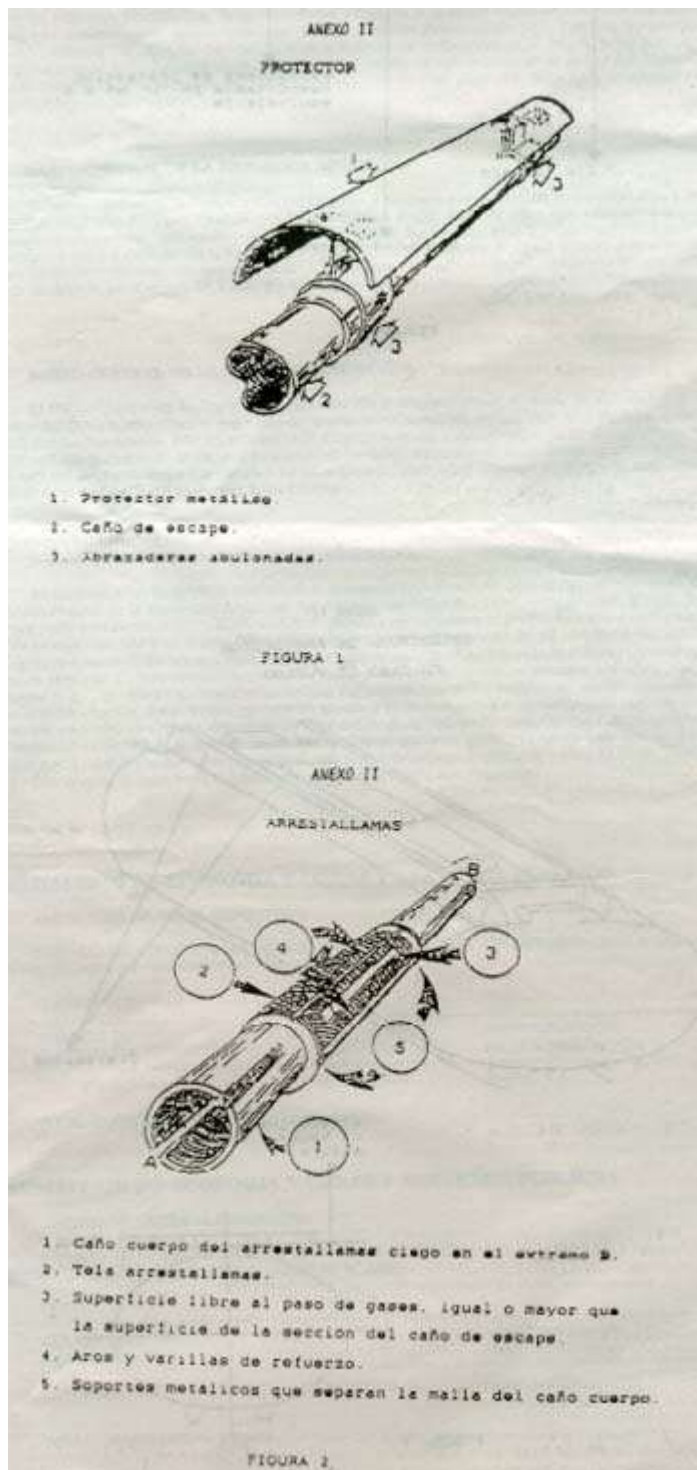 ANEXO II
PROTECTOR
1
3
3
2
1. Protector metálico.
2. Caño de escape.
3. Abrazaderas abulonadas.
FIGURA 1
ANEXO II
ARRESTALLAMAS
B
4
3
2
5
A
1
1. Caño cuerpo del arrestallamas ciego en el extremo B.
2. Tela arrestallamas.
3. Superficie libre al paso de gases, igual o mayor que
la superficie de la sección del caño de escape.
4. Aros y varillas de refuerzo.
5. Soportes metálicos que separan la malla del caño cuerpo.
FIGURA 2